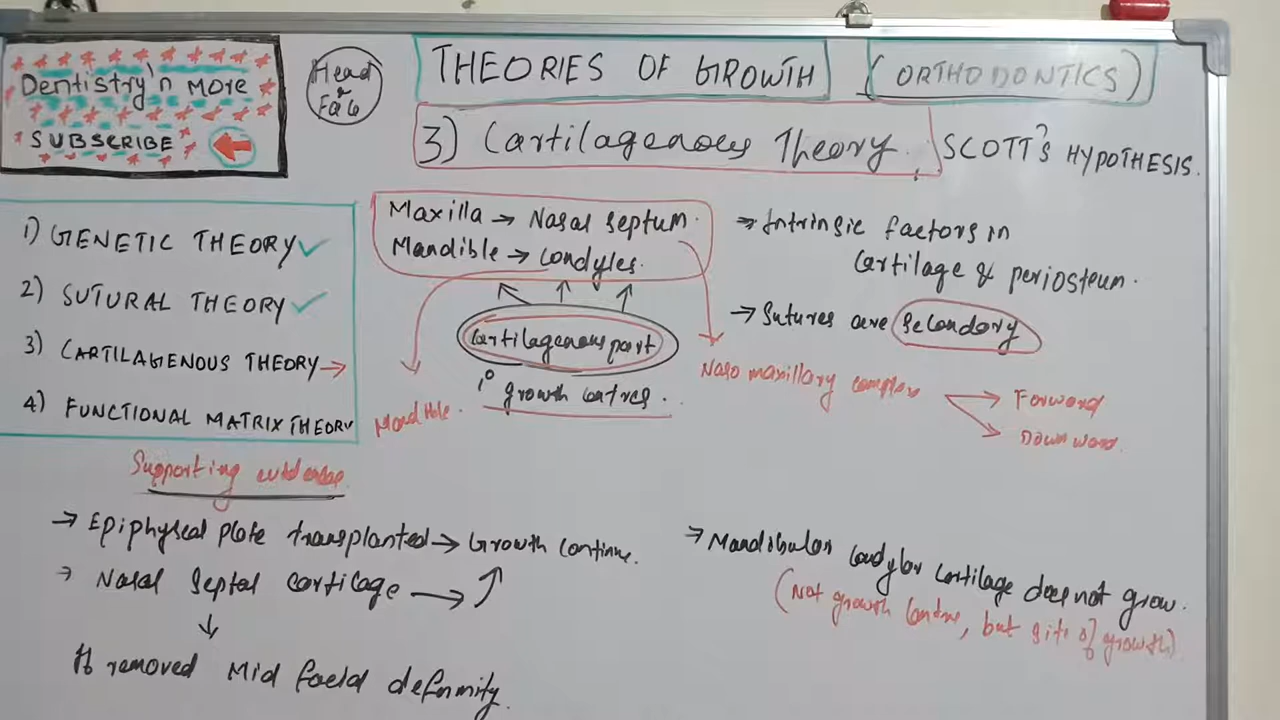 Dentistry'n MORE
SUBSCRIBE
Head
&
Face
THEORIES OF GROWTH (ORTHODONTICS)
3) Cartilagenous Theory. SCOTT'S HYPOTHESIS.
1) GENETIC THEORY ✓
2) SUTURAL THEORY ✓
3) CARTILAGENOUS THEORY →
4) FUNCTIONAL MATRIX THEORY
Maxilla → Nasal septum.
Mandible → Condyles.
Cartilagenous part
1° growth centres.
Mandible.
→ Intrinsic factors in
cartilage & periosteum.
→ Sutures are secondary
Naso maxillary complex
Forward
Downward.
Supporting evidence
→ Epiphyseal plate transplanted → Growth continue.
→ Nasal septal cartilage →
↓
If removed Mid facial deformity.
→ Mandibular condylar cartilage does not grow.
(Not growth centre, but site of growth)